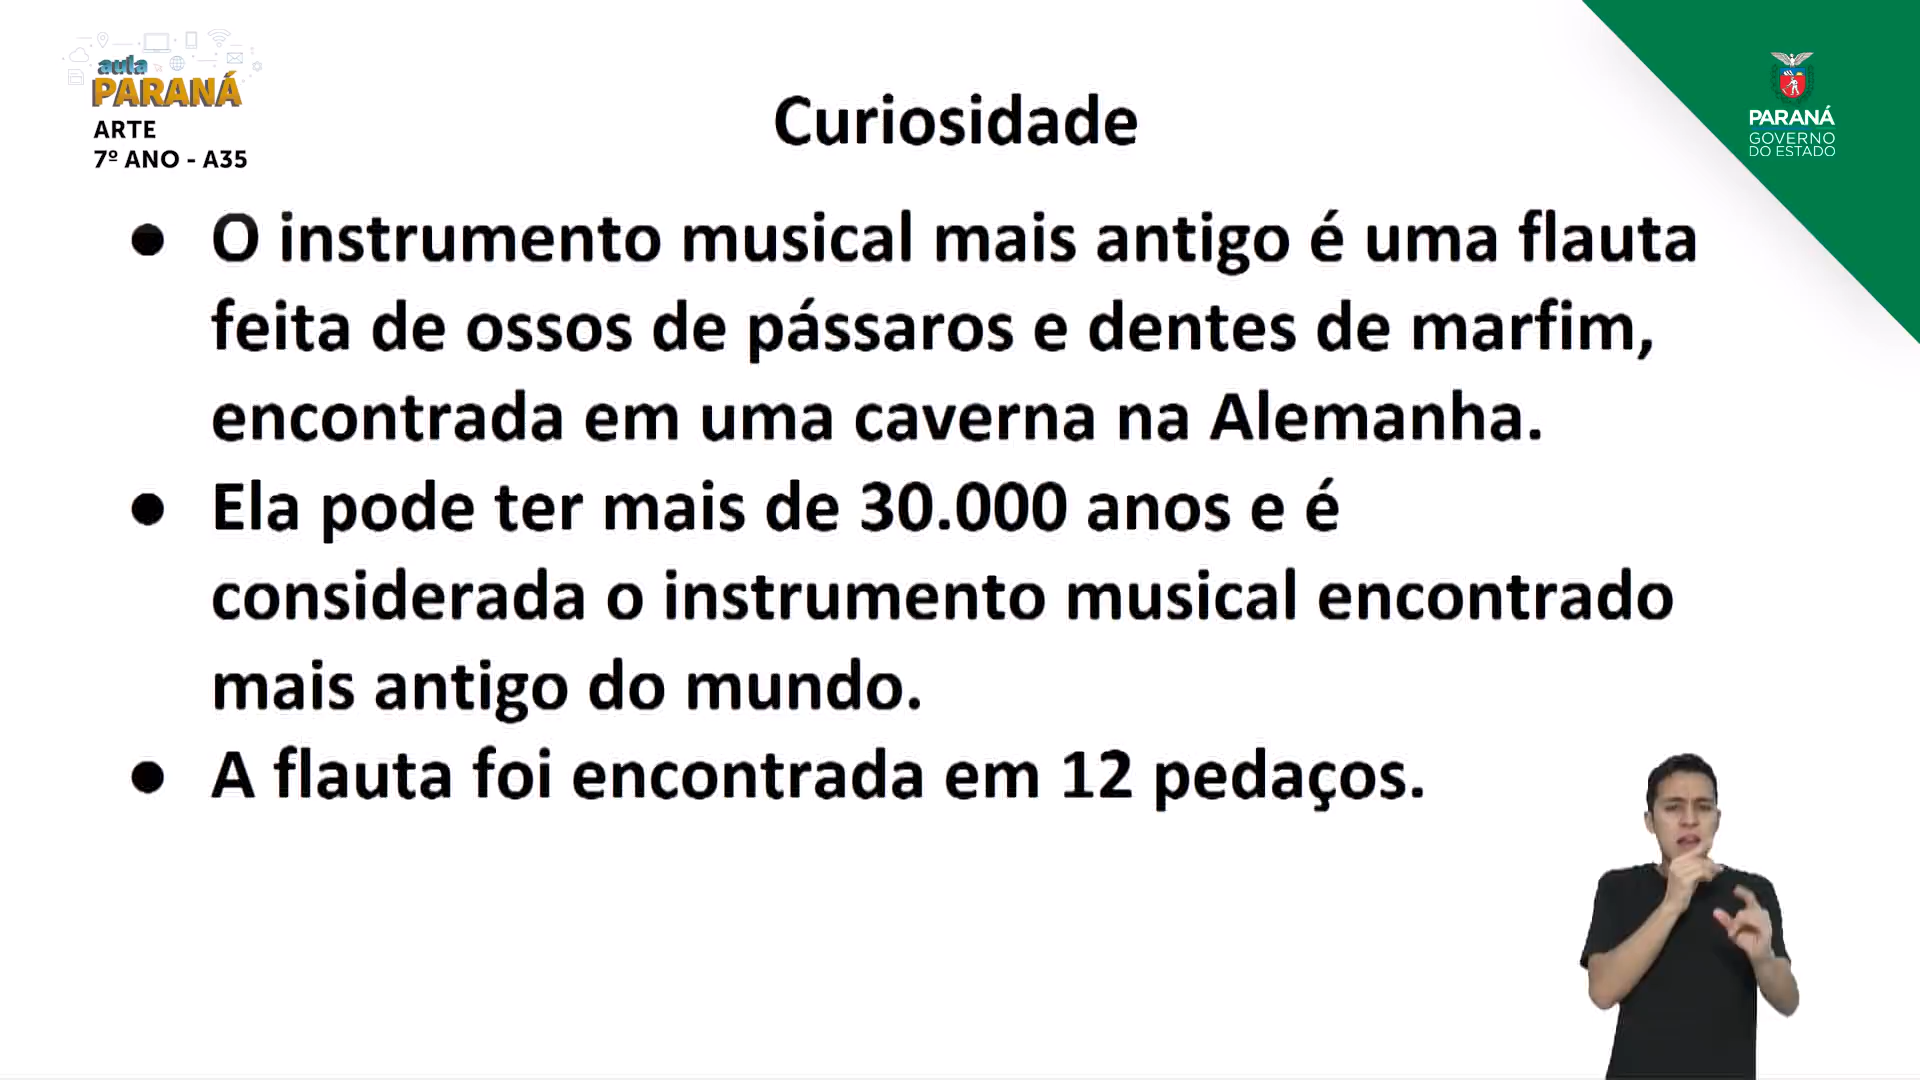 aula
PARANÁ
ARTE
7º ANO - A35
PARANÁ
GOVERNO
DO ESTADO
Curiosidade
● O instrumento musical mais antigo é uma flauta
feita de ossos de pássaros e dentes de marfim,
encontrada em uma caverna na Alemanha.
● Ela pode ter mais de 30.000 anos e é
considerada o instrumento musical encontrado
mais antigo do mundo.
● A flauta foi encontrada em 12 pedaços.